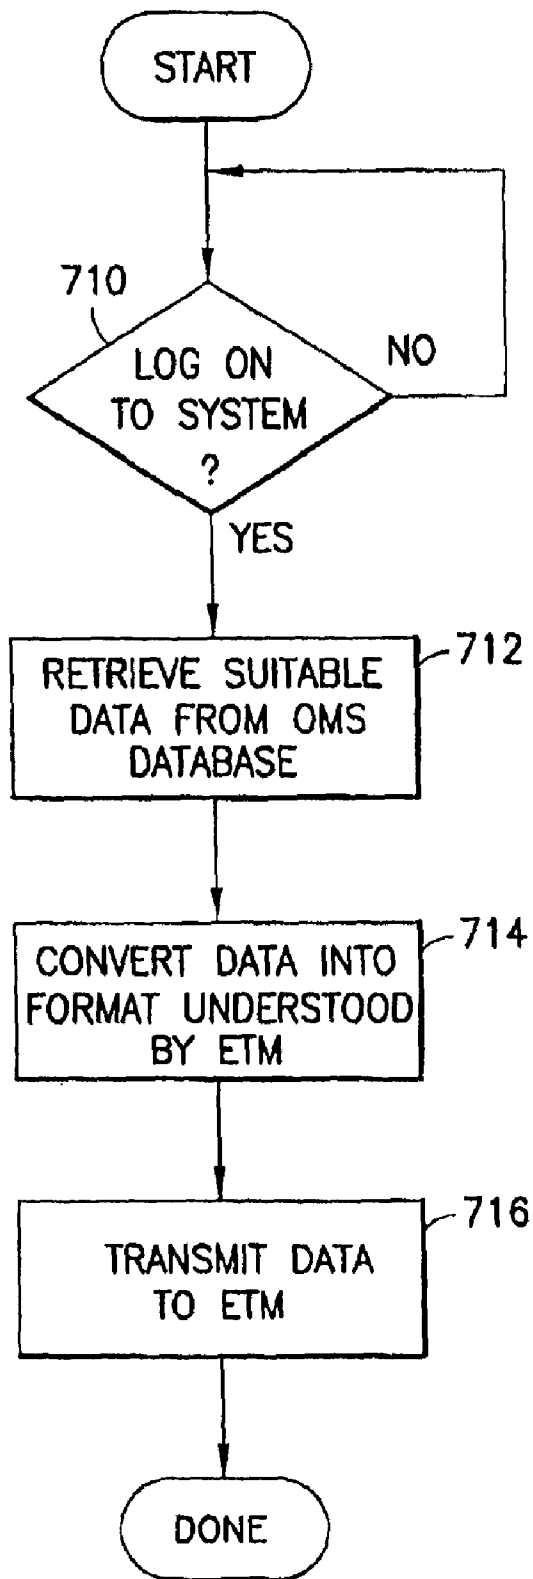 START
710
LOG ON
TO SYSTEM
?
NO
YES
712
RETRIEVE SUITABLE
DATA FROM OMS
DATABASE
714
CONVERT DATA INTO
FORMAT UNDERSTOOD
BY ETM
716
TRANSMIT DATA
TO ETM
DONE